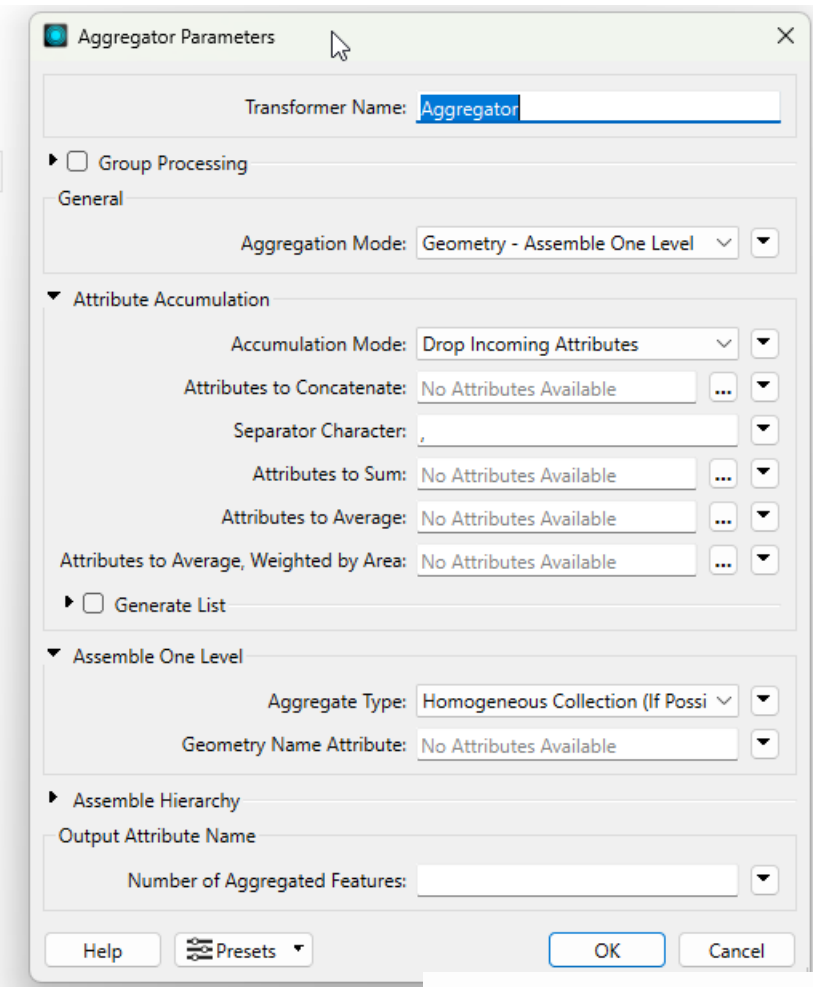 Aggregator Parameters
Transformer Name: Aggregator
Group Processing
General
Aggregation Mode: Geometry - Assemble One Level
Attribute Accumulation
Accumulation Mode: Drop Incoming Attributes
Attributes to Concatenate: No Attributes Available ...
Separator Character: ,
Attributes to Sum: No Attributes Available ...
Attributes to Average: No Attributes Available ...
Attributes to Average, Weighted by Area: No Attributes Available ...
Generate List
Assemble One Level
Aggregate Type: Homogeneous Collection (If Possi
Geometry Name Attribute: No Attributes Available
Assemble Hierarchy
Output Attribute Name
Number of Aggregated Features:
Help Presets OK Cancel